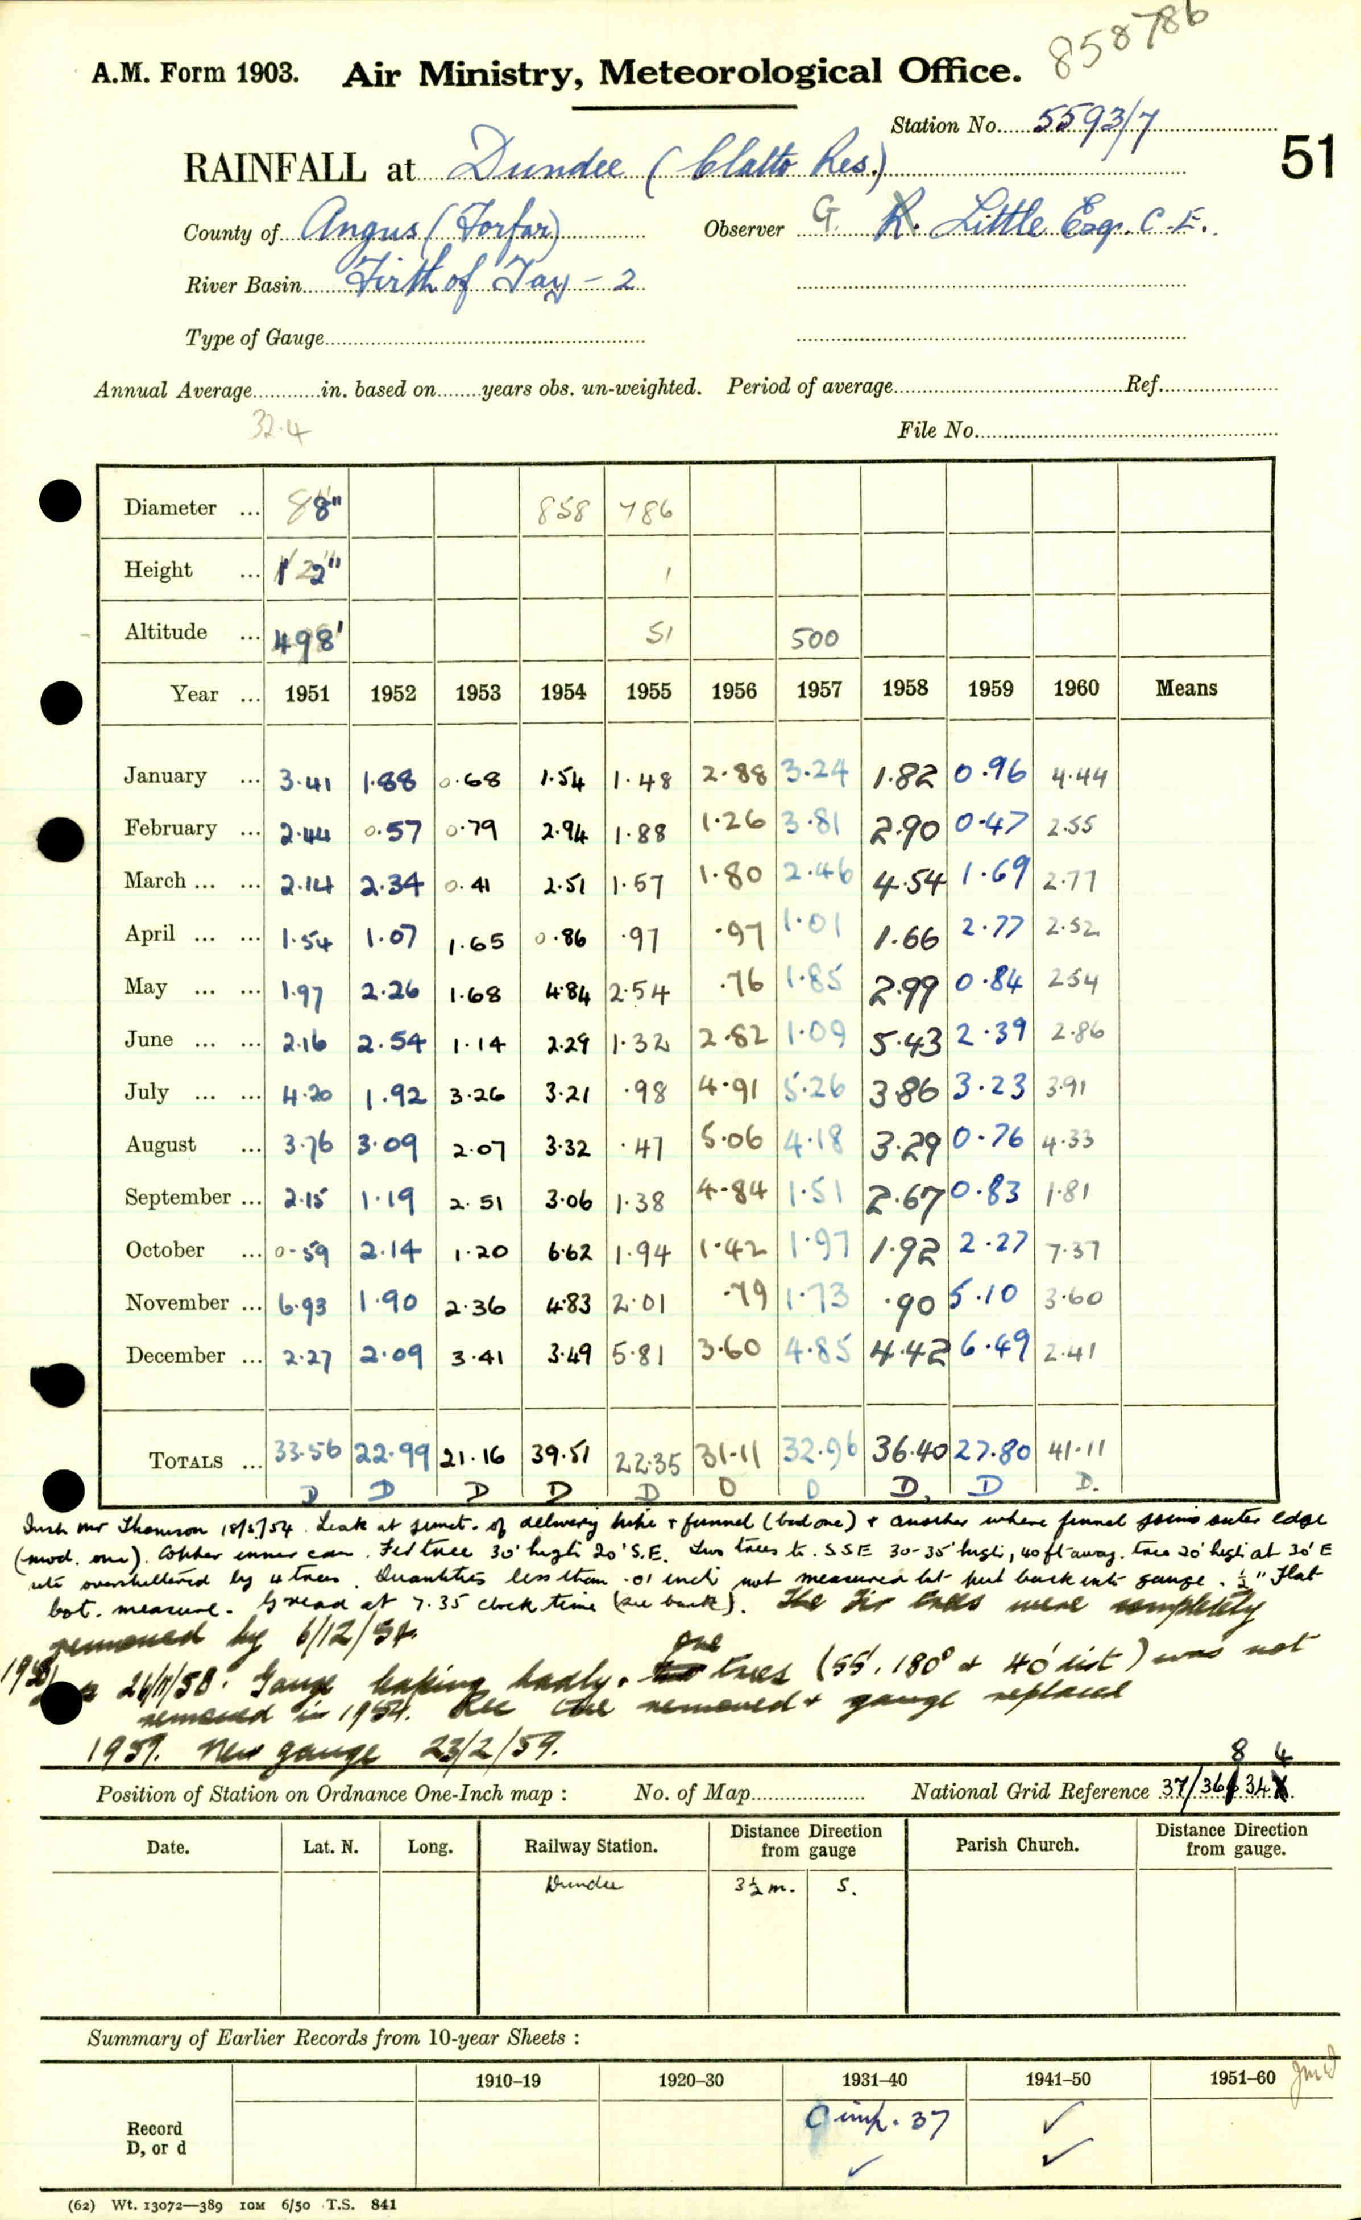 858786
A.M. Form 1903. Air Ministry, Meteorological Office.
Station No. 5593/7
51
RAINFALL at Dundee (Clatto Res.)
County of Angus (Forfar) Observer G R. Little Esq. C.E.
River Basin Firth of Tay - 2
Type of Gauge
Annual Average in. based on years obs. un-weighted. Period of average Ref.
32.4
File No.
Diameter ... 8" 858 786
Height ... 1' 2" 1
Altitude ... 498' 51 500
Year ... 1951 1952 1953 1954 1955 1956 1957 1958 1959 1960 Means
January ... 3.41 1.88 0.68 1.54 1.48 2.88 3.24 1.82 0.96 4.44
February ... 2.44 0.57 0.79 2.94 1.88 1.26 3.81 2.90 0.47 2.55
March ... ... 2.14 2.34 0.41 2.51 1.57 1.80 2.46 4.54 1.69 2.77
April ... ... 1.54 1.07 1.65 0.86 .97 .97 1.01 1.66 2.77 2.52
May ... ... 1.97 2.26 1.68 4.84 2.54 .76 1.85 2.99 0.84 2.54
June ... ... 2.16 2.54 1.14 2.29 1.32 2.82 1.09 5.43 2.39 2.86
July ... ... 4.20 1.92 3.26 3.21 .98 4.91 5.26 3.86 3.23 3.91
August ... 3.76 3.09 2.07 3.32 .47 5.06 4.18 3.29 0.76 4.33
September ... 2.15 1.19 2.51 3.06 1.38 4.84 1.51 2.67 0.83 1.81
October ... 0.59 2.14 1.20 6.62 1.94 1.42 1.97 1.92 2.27 7.37
November ... 6.93 1.90 2.36 4.83 2.01 .79 1.73 .90 5.10 3.60
December ... 2.27 2.09 3.41 3.49 5.81 3.60 4.85 4.42 6.49 2.41
TOTALS ... 33.56 22.99 21.16 39.51 22.35 31.11 32.96 36.40 27.80 41.11
D D D D D D D D. D D.
Insp. Mr Thomson 18/5/54. Leak at junct. of delivery tube + funnel (bad one) + another where funnel joins outer edge
(mod. one). Copper inner can. Fir tree 30' high 20' S.E. Two trees to S.S.E 30-35' high, 40 ft away. tree 20' high at 30' E
site oversheltered by 4 trees. Quantities less than .01 inch not measured but put back into gauge. ½" Flat
bot. measure. G read at 7.35 clock time (see back). The Fir trees were completely
removed by 6/12/54.
26/11/58. Gauge leaking badly. one trees (55', 180° & 40' dist) was not
removed in 1954. Rec tree removed + gauge replaced
1959. New gauge 23/2/59.
8 4
Position of Station on Ordnance One-Inch map : No. of Map National Grid Reference 37/36 34
Date. Lat. N. Long. Railway Station. Distance from gauge Direction Parish Church. Distance Direction from gauge.
Dundee 3½ m. S.
Summary of Earlier Records from 10-year Sheets :
1910–19 1920–30 1931–40 1941–50 1951–60
Record D, or d imp. 37 ✓
✓ ✓
(62) Wt. 13072—389 10M 6/50 T.S. 841